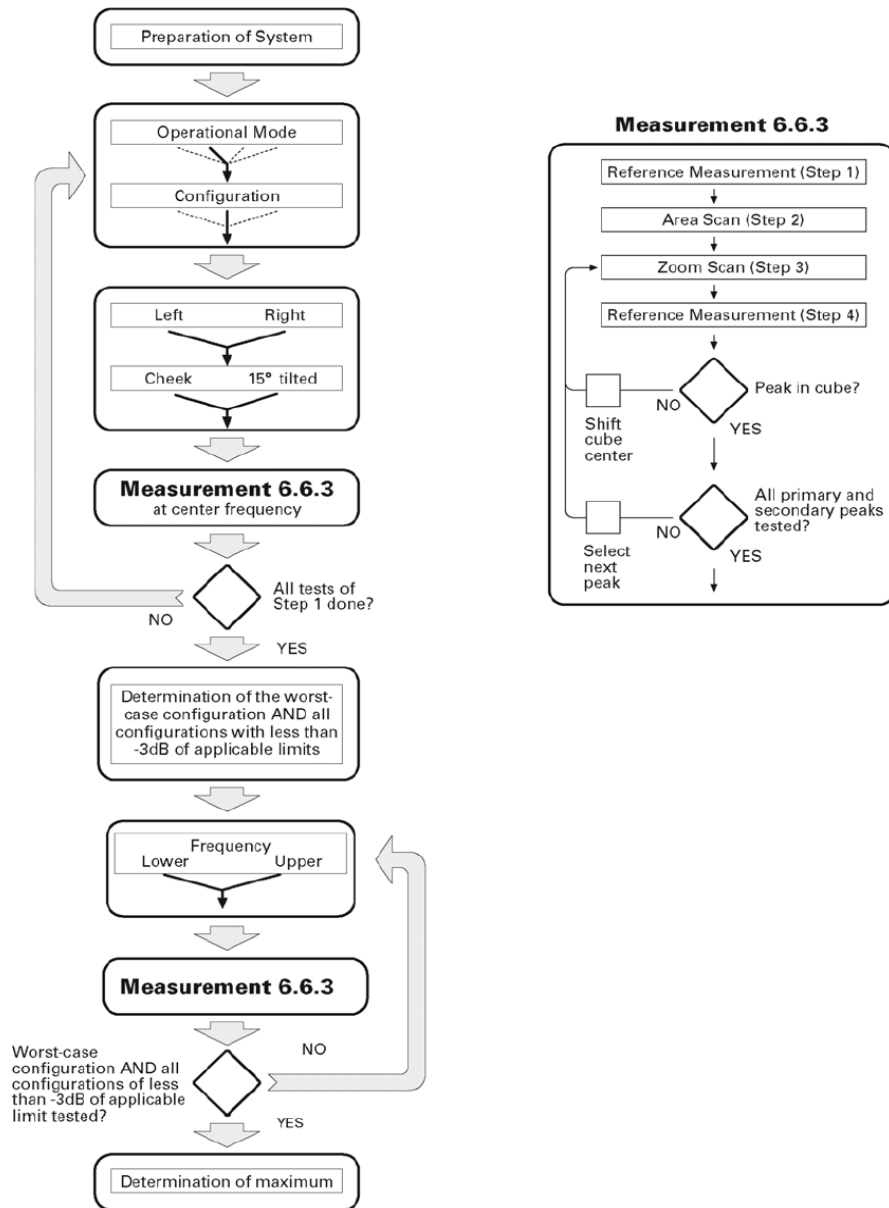 Preparation of System
Operational Mode
Configuration
Left Right
Cheek 15° tilted
Measurement 6.6.3
at center frequency
All tests of
Step 1 done?
NO
YES
Determination of the worst-
case configuration AND all
configurations with less than
-3dB of applicable limits
Frequency
Lower Upper
Measurement 6.6.3
Worst-case
configuration AND all
configurations of less
than -3dB of applicable
limit tested?
NO
YES
Determination of maximum
Measurement 6.6.3
Reference Measurement (Step 1)
Area Scan (Step 2)
Zoom Scan (Step 3)
Reference Measurement (Step 4)
Peak in cube?
NO
YES
Shift
cube
center
All primary and
secondary peaks
tested?
NO
YES
Select
next
peak